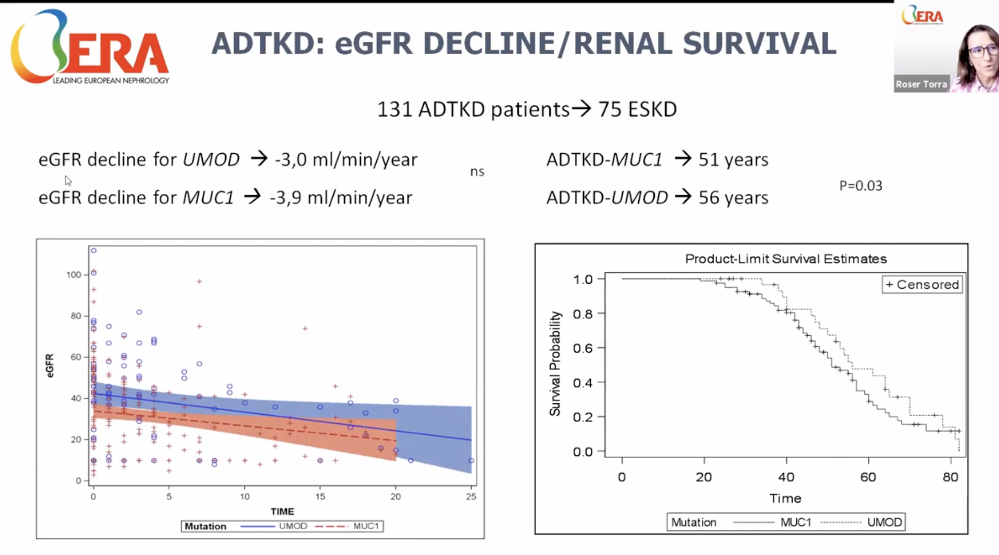 ERA
LEADING EUROPEAN NEPHROLOGY
ADTKD: eGFR DECLINE/RENAL SURVIVAL
ERA
Roser Torra
131 ADTKD patients→ 75 ESKD
eGFR decline for UMOD → -3,0 ml/min/year
eGFR decline for MUC1 → -3,9 ml/min/year
ns
ADTKD-MUC1 → 51 years
ADTKD-UMOD → 56 years
P=0.03
eGFR
100
80
60
40
20
0
0 5 10 15 20 25
TIME
Mutation UMOD MUC1
Product-Limit Survival Estimates
+ Censored
Survival Probability
1.0
0.8
0.6
0.4
0.2
0.0
0 20 40 60 80
Time
Mutation MUC1 UMOD